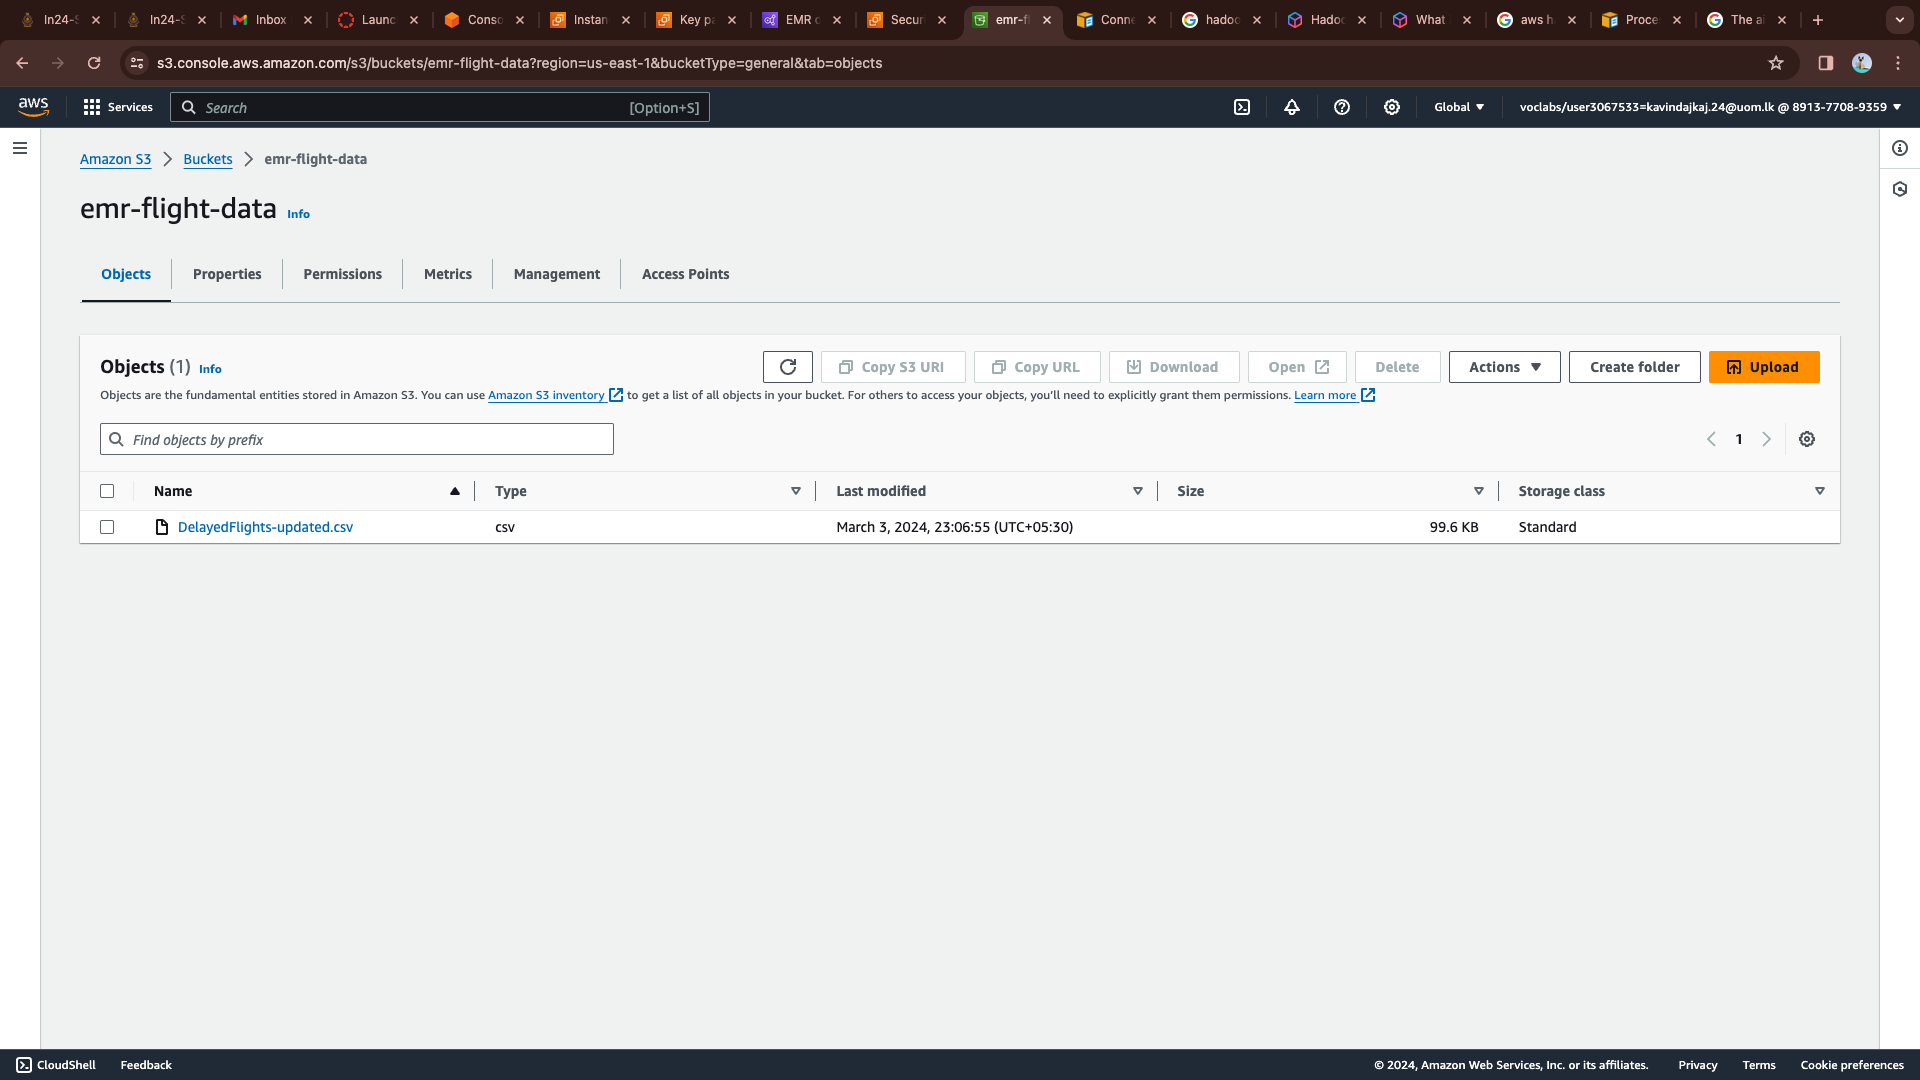 In24-S
In24-S
Inbox
Launc
Conso
Instan
Key pa
EMR c
Secur
emr-fl
Conne
hadoo
Hadoo
What
aws h
Proce
The ai
s3.console.aws.amazon.com/s3/buckets/emr-flight-data?region=us-east-1&bucketType=general&tab=objects
aws
Services
Search
[Option+S]
Global
voclabs/user3067533=kavindajkaj.24@uom.lk @ 8913-7708-9359
Amazon S3
Buckets
emr-flight-data
emr-flight-data
Info
Objects
Properties
Permissions
Metrics
Management
Access Points
Objects (1)
Info
Copy S3 URI
Copy URL
Download
Open
Delete
Actions
Create folder
Upload
Objects are the fundamental entities stored in Amazon S3. You can use Amazon S3 inventory to get a list of all objects in your bucket. For others to access your objects, you'll need to explicitly grant them permissions. Learn more
Find objects by prefix
1
Name
Type
Last modified
Size
Storage class
DelayedFlights-updated.csv
csv
March 3, 2024, 23:06:55 (UTC+05:30)
99.6 KB
Standard
CloudShell
Feedback
© 2024, Amazon Web Services, Inc. or its affiliates.
Privacy
Terms
Cookie preferences